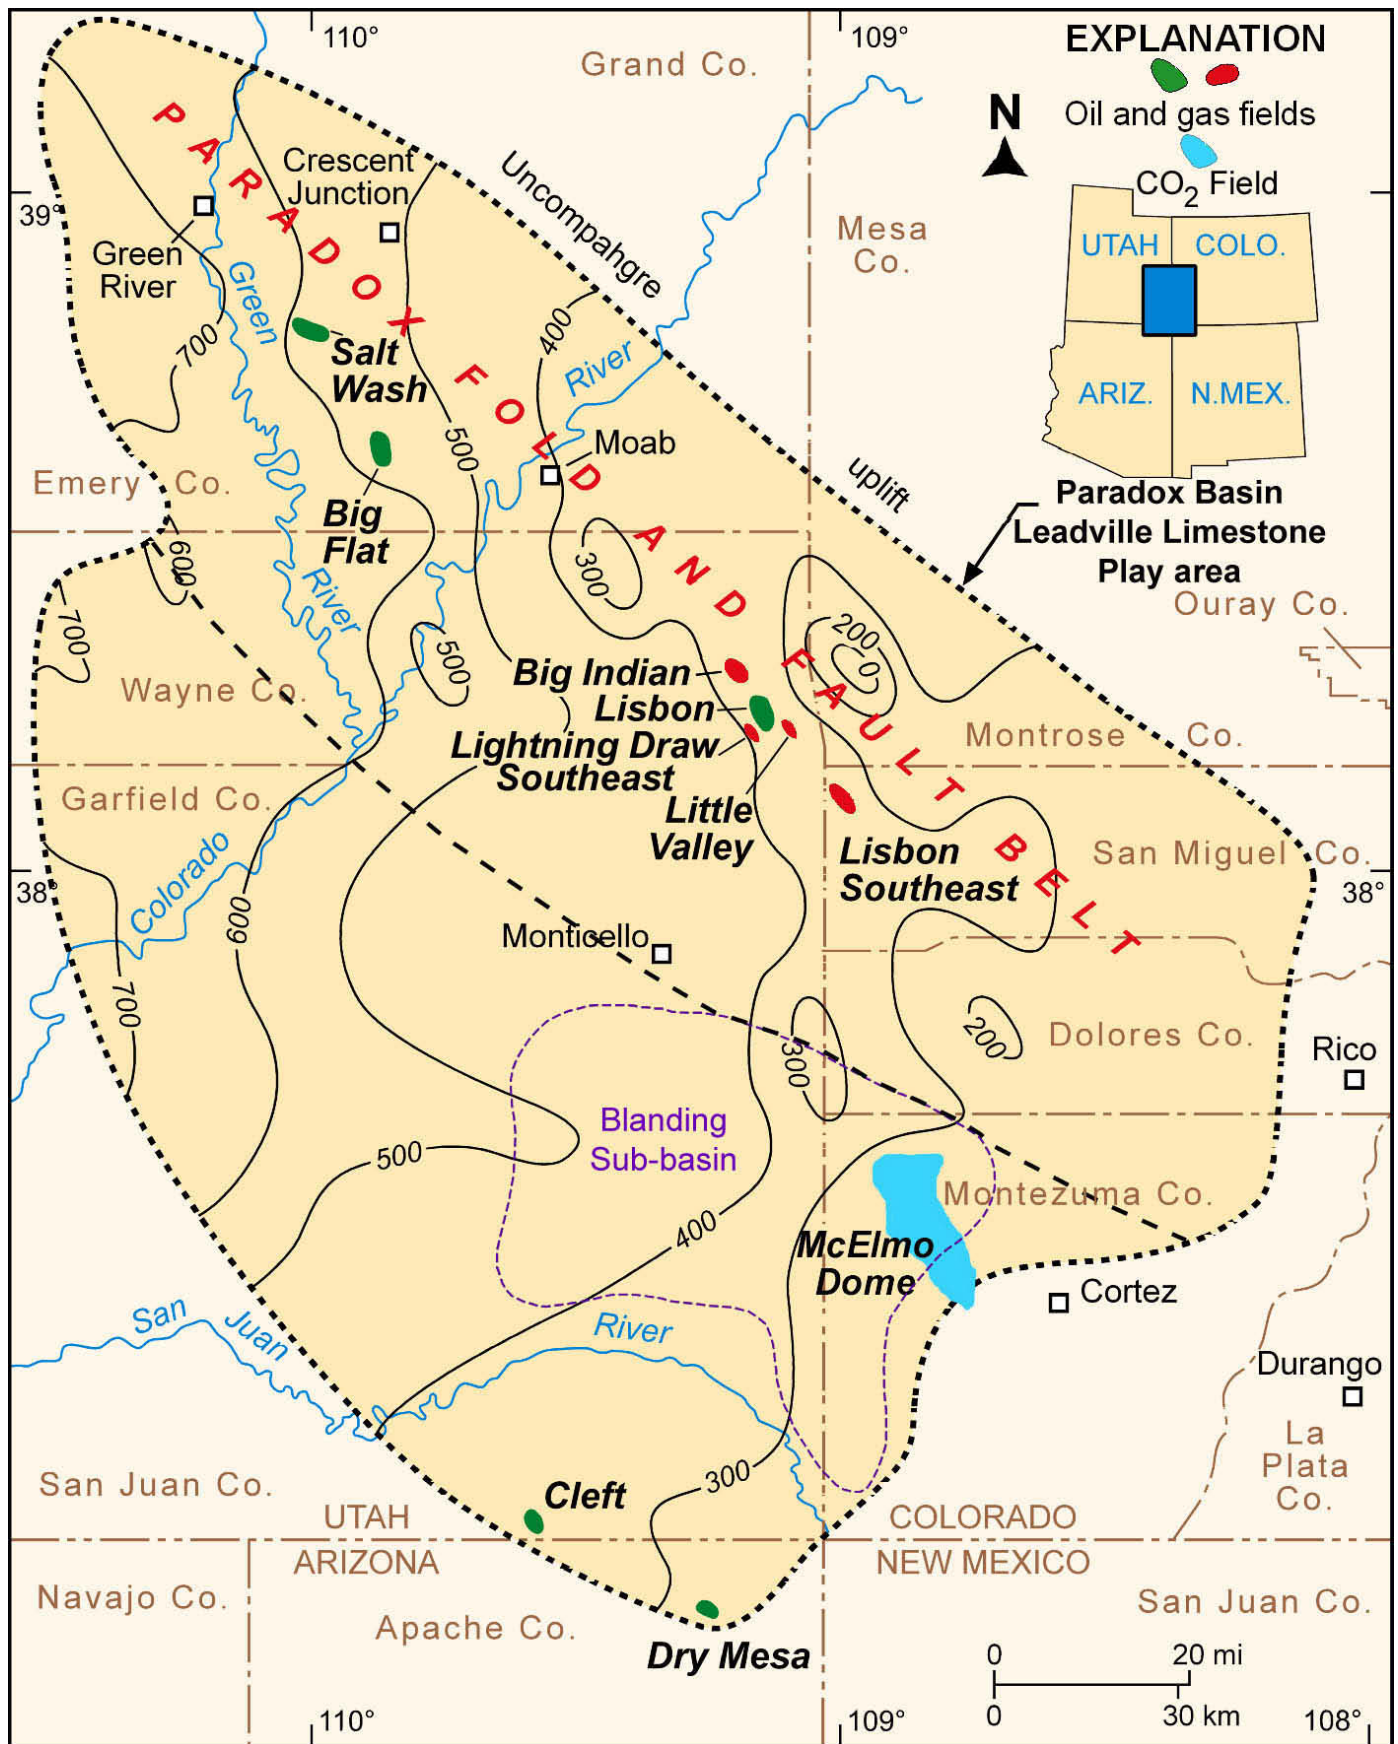 110°
109°
EXPLANATION
Oil and gas fields
CO2 Field
N
Grand Co.
UTAH
COLO.
ARIZ.
N.MEX.
39°
PARADOX FOLD AND FAULT BELT
Crescent
Junction
Uncompahgre
uplift
Mesa
Co.
Green
River
Green
River
700
Salt
Wash
400
River
500
Moab
Emery Co.
Big
Flat
Paradox Basin
Leadville Limestone
Play area
Ouray Co.
600
300
700
500
200
0
Wayne Co.
Big Indian
Lisbon
Lightning Draw
Southeast
Little
Valley
Montrose Co.
Garfield Co.
Lisbon
Southeast
San Miguel Co.
38°
38°
Colorado
600
Monticello
700
300
200
Dolores Co.
Rico
Blanding
Sub-basin
500
400
Montezuma Co.
McElmo
Dome
Cortez
San Juan
River
Durango
La
Plata
Co.
San Juan Co.
Cleft
300
UTAH
COLORADO
ARIZONA
NEW MEXICO
Navajo Co.
Apache Co.
San Juan Co.
Dry Mesa
0
20 mi
0
30 km
110°
109°
108°